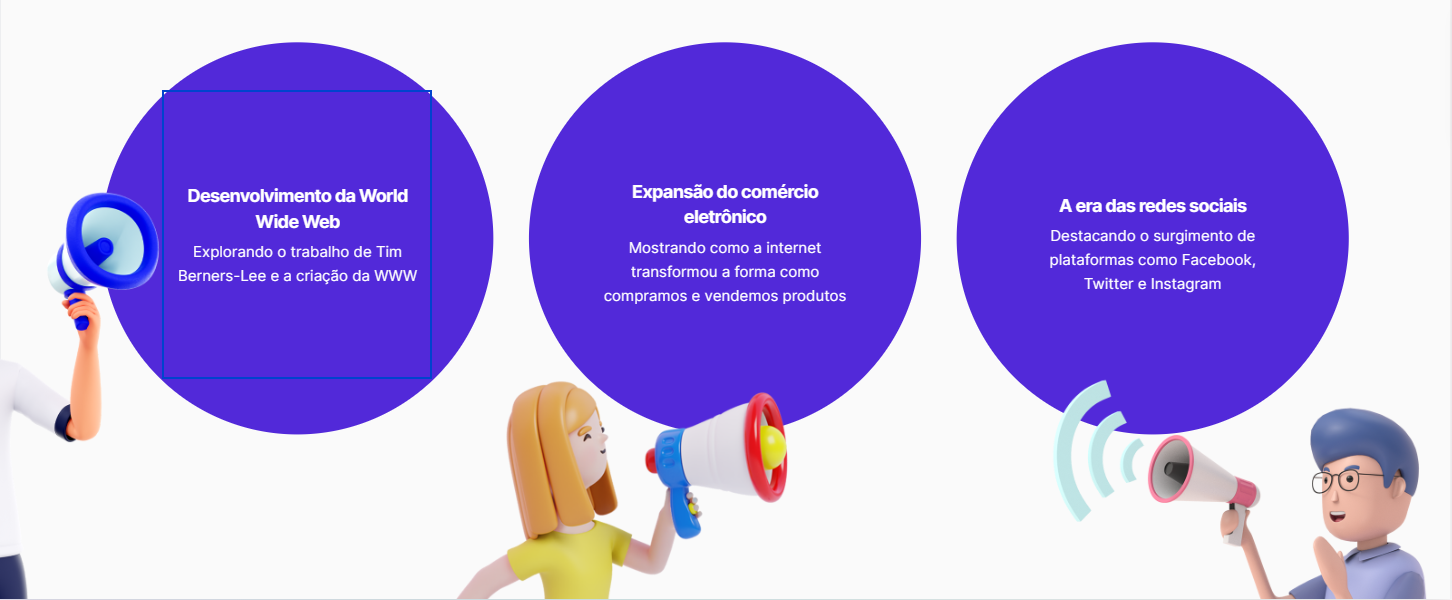 Desenvolvimento da World
Wide Web
Explorando o trabalho de Tim
Berners-Lee e a criação da WWW
Expansão do comércio
eletrônico
Mostrando como a internet
transformou a forma como
compramos e vendemos produtos
A era das redes sociais
Destacando o surgimento de
plataformas como Facebook,
Twitter e Instagram